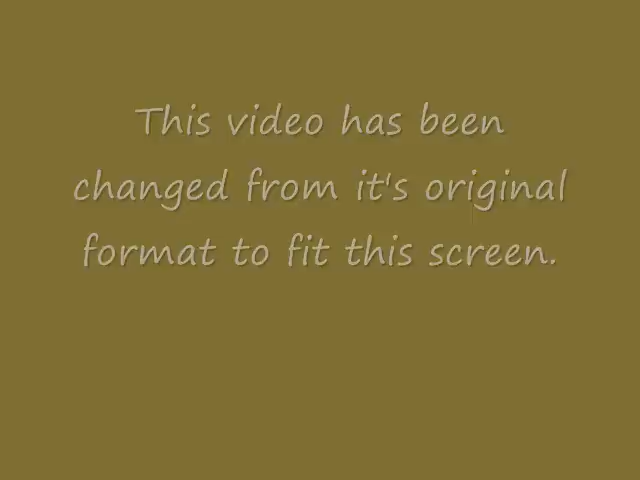 This video has been
changed from it's original
format to fit this screen.